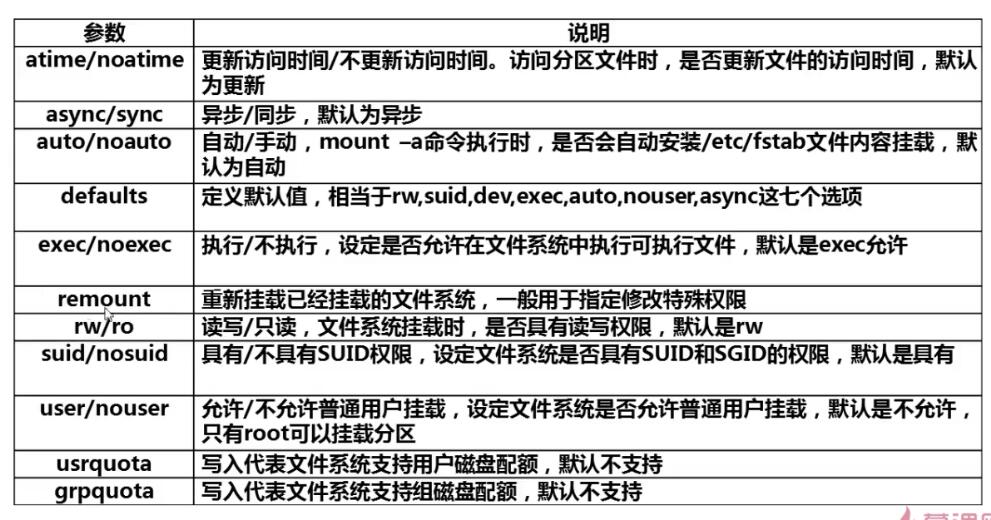 参数 说明
atime/noatime 更新访问时间/不更新访问时间。访问分区文件时，是否更新文件的访问时间，默认
为更新
async/sync 异步/同步，默认为异步
auto/noauto 自动/手动，mount –a命令执行时，是否会自动安装/etc/fstab文件内容挂载，默
认为自动
defaults 定义默认值，相当于rw,suid,dev,exec,auto,nouser,async这七个选项
exec/noexec 执行/不执行，设定是否允许在文件系统中执行可执行文件，默认是exec允许
remount 重新挂载已经挂载的文件系统，一般用于指定修改特殊权限
rw/ro 读写/只读，文件系统挂载时，是否具有读写权限，默认是rw
suid/nosuid 具有/不具有SUID权限，设定文件系统是否具有SUID和SGID的权限，默认是具有
user/nouser 允许/不允许普通用户挂载，设定文件系统是否允许普通用户挂载，默认是不允许，
只有root可以挂载分区
usrquota 写入代表文件系统支持用户磁盘配额，默认不支持
grpquota 写入代表文件系统支持组磁盘配额，默认不支持